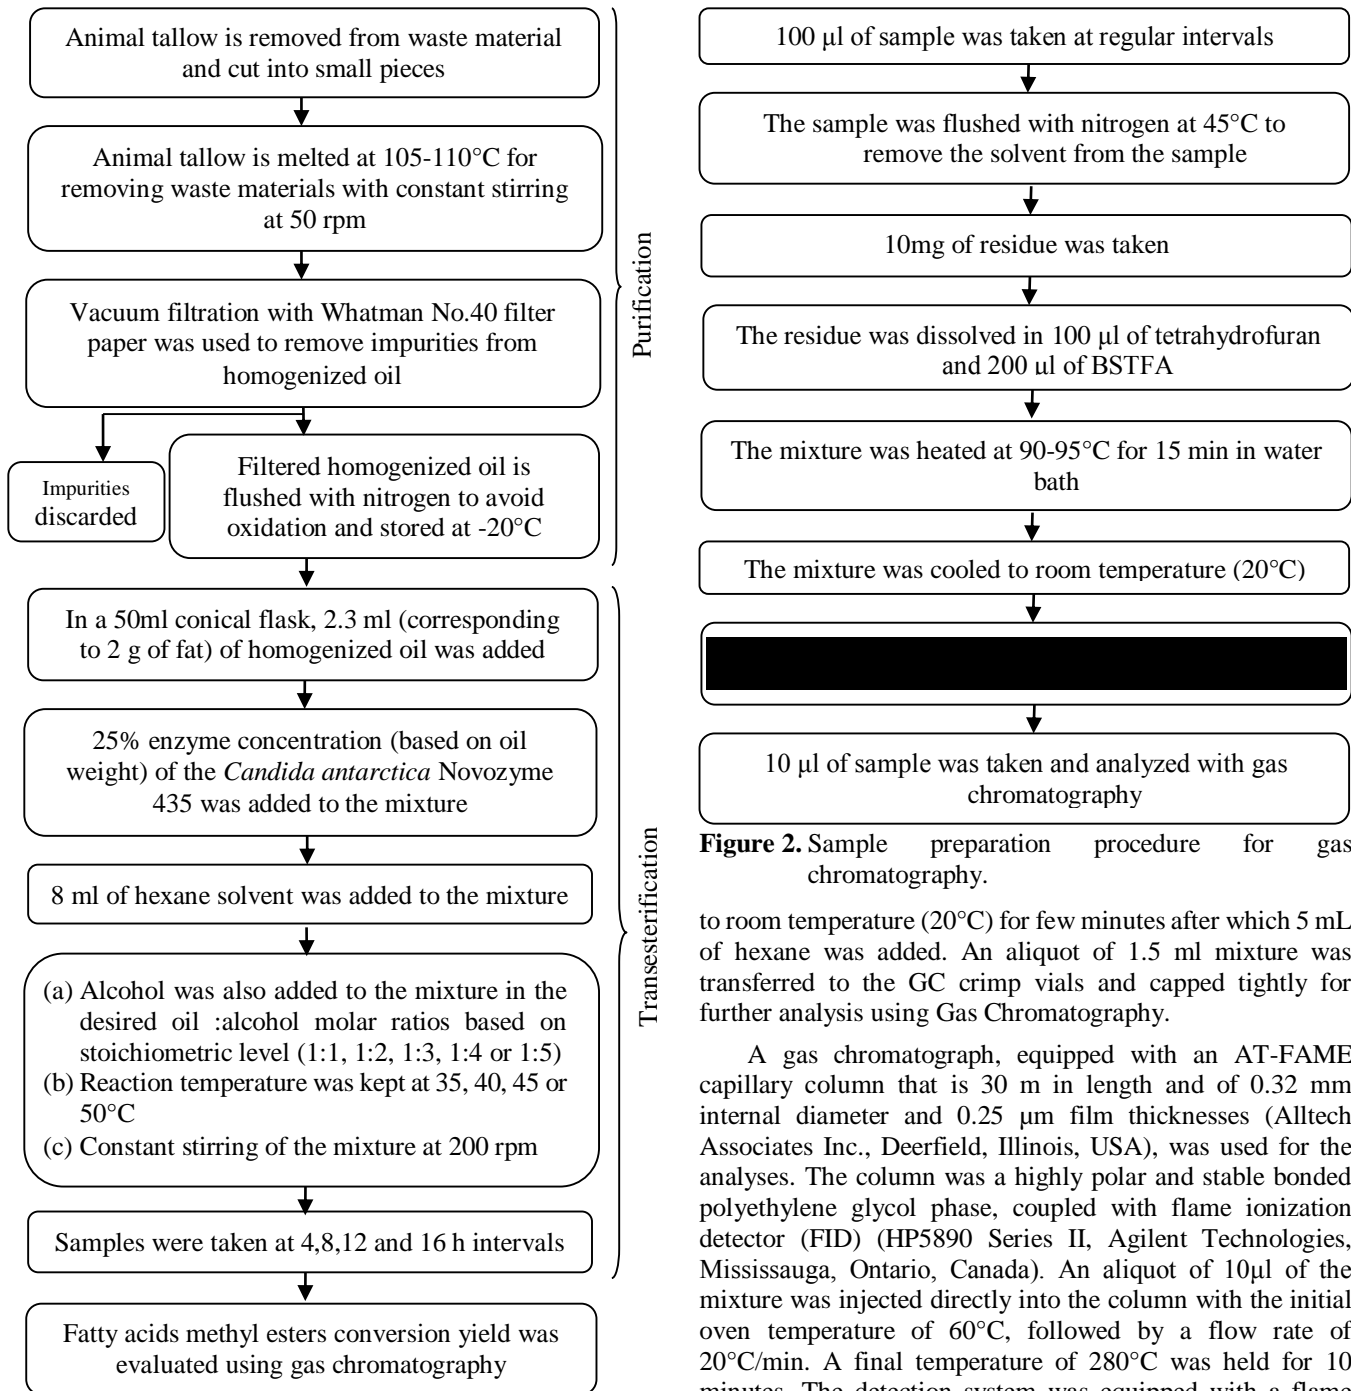 Animal tallow is removed from waste material
and cut into small pieces
Animal tallow is melted at 105-110°C for
removing waste materials with constant stirring
at 50 rpm
Vacuum filtration with Whatman No.40 filter
paper was used to remove impurities from
homogenized oil
Impurities
discarded
Filtered homogenized oil is
flushed with nitrogen to avoid
oxidation and stored at -20°C
Purification
In a 50ml conical flask, 2.3 ml (corresponding
to 2 g of fat) of homogenized oil was added
25% enzyme concentration (based on oil
weight) of the Candida antarctica Novozyme
435 was added to the mixture
8 ml of hexane solvent was added to the mixture
(a) Alcohol was also added to the mixture in the
desired oil :alcohol molar ratios based on
stoichiometric level (1:1, 1:2, 1:3, 1:4 or 1:5)
(b) Reaction temperature was kept at 35, 40, 45 or
50°C
(c) Constant stirring of the mixture at 200 rpm
Samples were taken at 4,8,12 and 16 h intervals
Transesterification
Fatty acids methyl esters conversion yield was
evaluated using gas chromatography
100 µl of sample was taken at regular intervals
The sample was flushed with nitrogen at 45°C to
remove the solvent from the sample
10mg of residue was taken
The residue was dissolved in 100 µl of tetrahydrofuran
and 200 µl of BSTFA
The mixture was heated at 90-95°C for 15 min in water
bath
The mixture was cooled to room temperature (20°C)
10 µl of sample was taken and analyzed with gas
chromatography
Figure 2. Sample preparation procedure for gas
chromatography.
to room temperature (20°C) for few minutes after which 5 mL
of hexane was added. An aliquot of 1.5 ml mixture was
transferred to the GC crimp vials and capped tightly for
further analysis using Gas Chromatography.
A gas chromatograph, equipped with an AT-FAME
capillary column that is 30 m in length and of 0.32 mm
internal diameter and 0.25 µm film thicknesses (Alltech
Associates Inc., Deerfield, Illinois, USA), was used for the
analyses. The column was a highly polar and stable bonded
polyethylene glycol phase, coupled with flame ionization
detector (FID) (HP5890 Series II, Agilent Technologies,
Mississauga, Ontario, Canada). An aliquot of 10µl of the
mixture was injected directly into the column with the initial
oven temperature of 60°C, followed by a flow rate of
20°C/min. A final temperature of 280°C was held for 10
minutes. The detection system was equipped with a flame